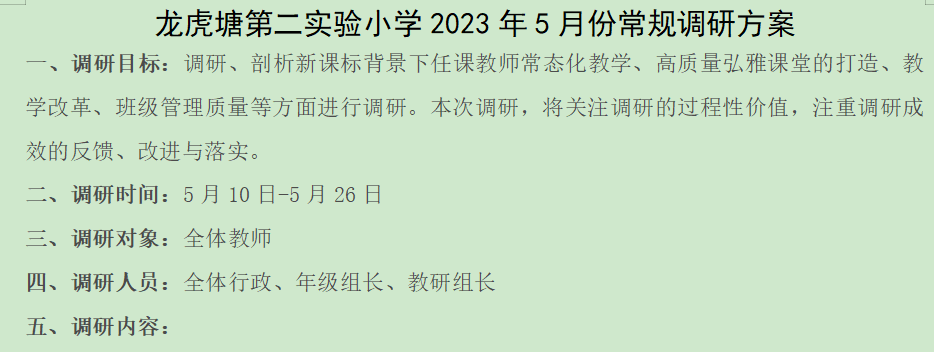 龙虎塘第二实验小学 2023 年 5 月份常规调研方案
一、调研目标：调研、剖析新课标背景下任课教师常态化教学、高质量弘雅课堂的打造、教
学改革、班级管理质量等方面进行调研。本次调研，将关注调研的过程性价值，注重调研成
效的反馈、改进与落实。
二、调研时间：5 月 10 日-5 月 26 日
三、调研对象：全体教师
四、调研人员：全体行政、年级组长、教研组长
五、调研内容：